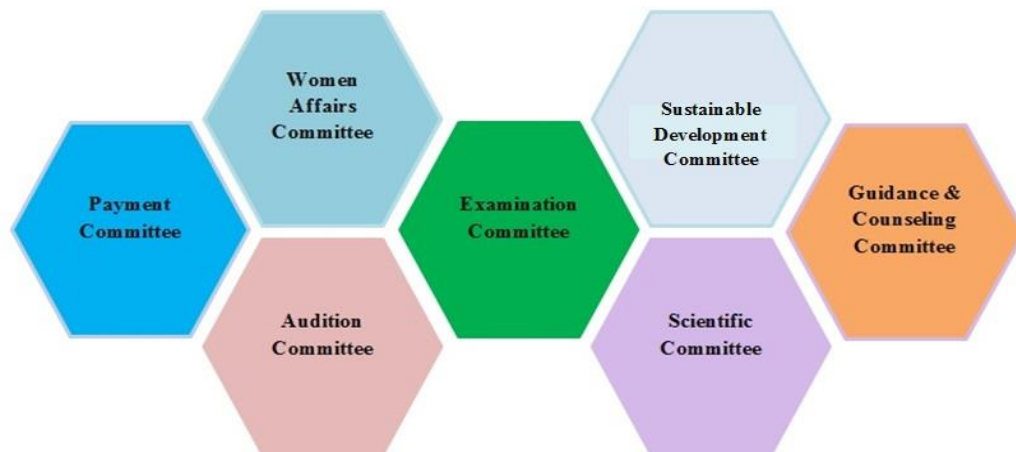 Women
Affairs
Committee
Sustainable
Development
Committee
Payment
Committee
Examination
Committee
Guidance &
Counseling
Committee
Audition
Committee
Scientific
Committee